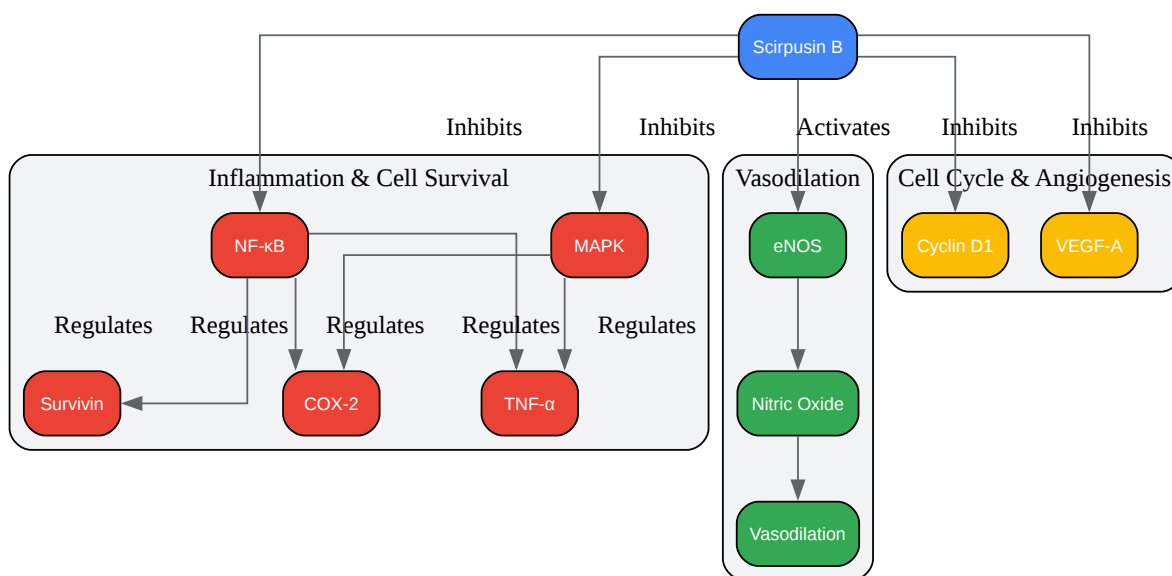 Scirpusin B
Inhibits
Inhibits
Activates
Inhibits
Inhibits
Inflammation & Cell Survival
Vasodilation
Cell Cycle & Angiogenesis
NF-κB
MAPK
eNOS
Cyclin D1
VEGF-A
Regulates
Regulates
Regulates
Regulates
Regulates
Survivin
COX-2
TNF-α
Nitric Oxide
Vasodilation